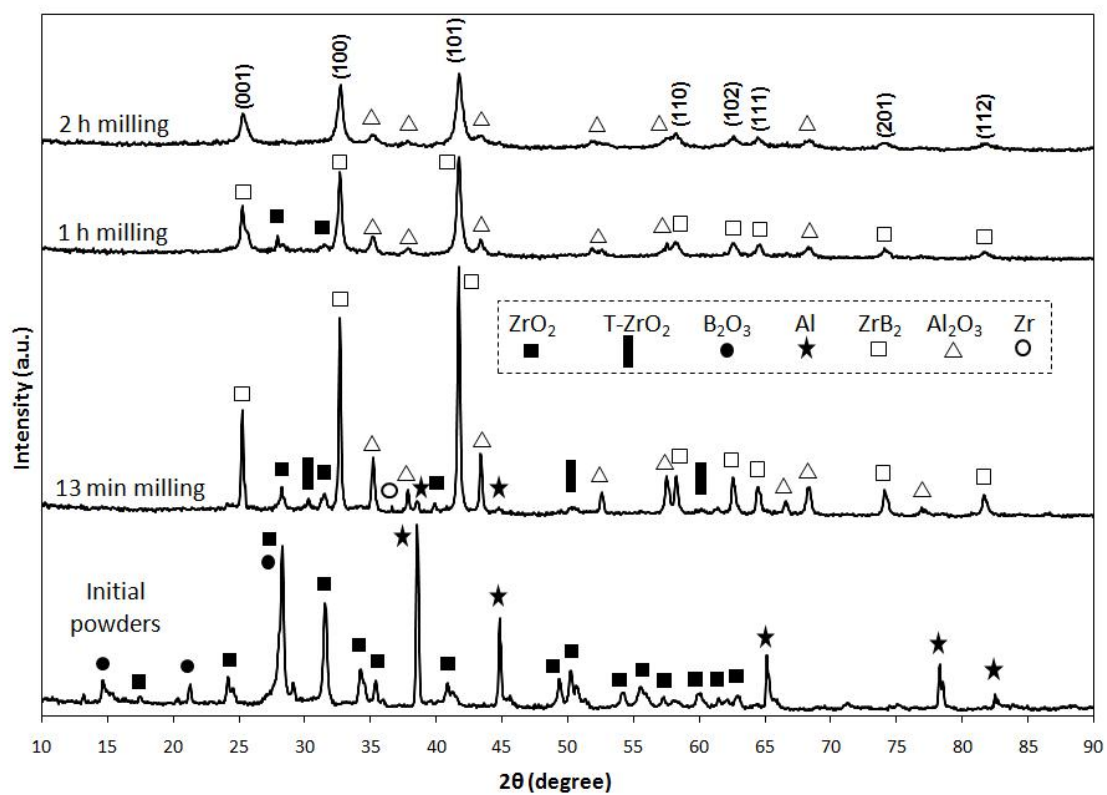 (001)
(100)
(101)
(110)
(102)
(111)
(201)
(112)
2 h milling
1 h milling
ZrO₂ T-ZrO₂ B₂O₃ Al ZrB₂ Al₂O₃ Zr
13 min milling
Initial
powders
Intensity (a.u.)
10 15 20 25 30 35 40 45 50 55 60 65 70 75 80 85 90
2θ (degree)